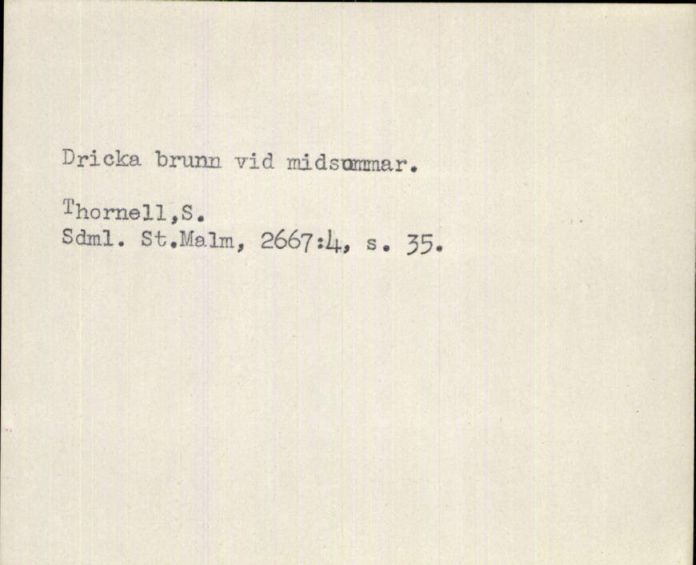 Dricka brunn vid midsommar.
Thornell,S.
Sdml. St.Malm, 2667:4, s. 35.